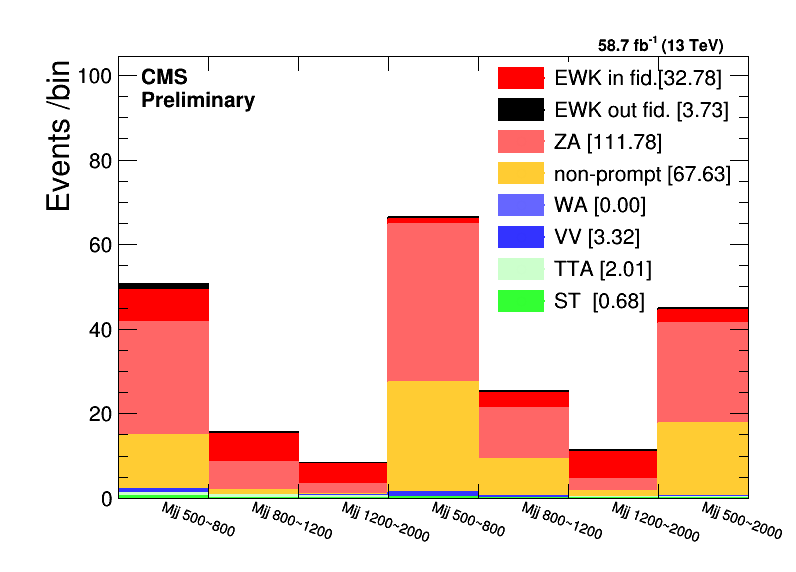 58.7 fb-1 (13 TeV)
CMS
Preliminary
Events /bin
100
80
60
40
20
0
EWK in fid.[32.78]
EWK out fid. [3.73]
ZA [111.78]
non-prompt [67.63]
WA [0.00]
VV [3.32]
TTA [2.01]
ST [0.68]
Mjj 500~800
Mjj 800~1200
Mjj 1200~2000
Mjj 500~800
Mjj 800~1200
Mjj 1200~2000
Mjj 500~2000